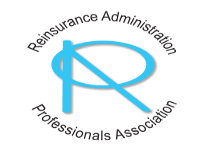 Reinsurance Administration
Professionals Association